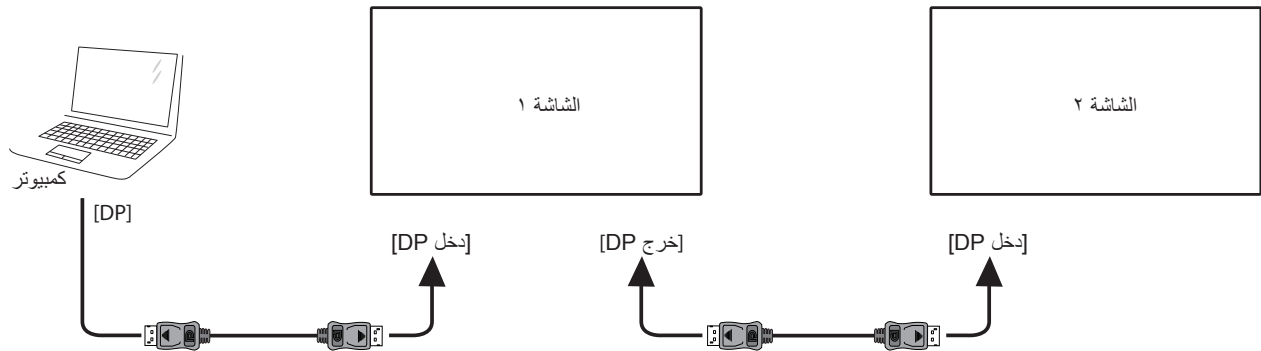 الشاشة ١
الشاشة ٢
كمبيوتر
[DP]
[دخل DP]
[خرج DP]
[دخل DP]